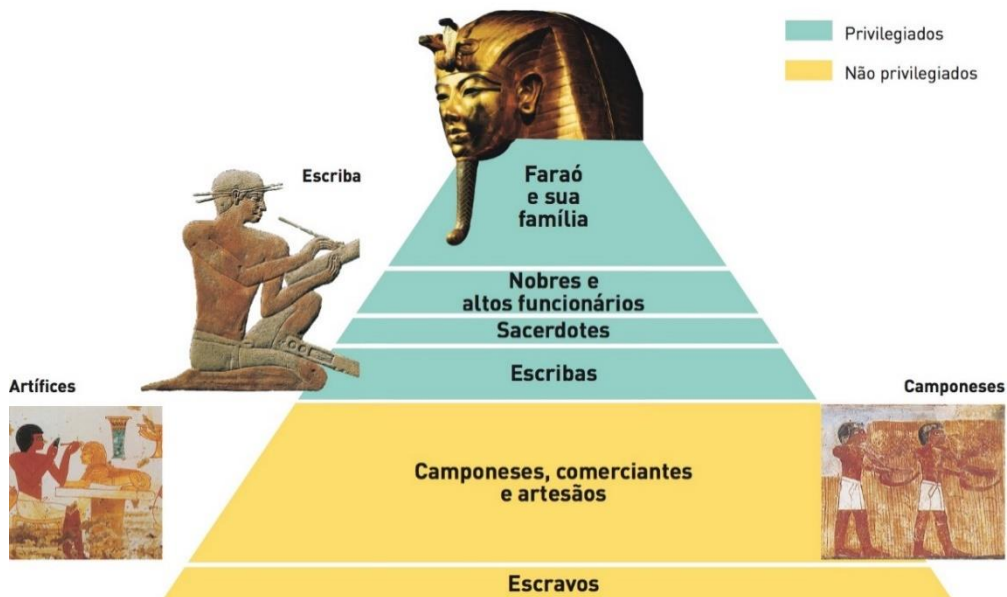 Privilegiados
Não privilegiados
Escriba
Faraó
e sua
família
Nobres e
altos funcionários
Sacerdotes
Escribas
Artífices
Camponeses
Camponeses, comerciantes
e artesãos
Escravos